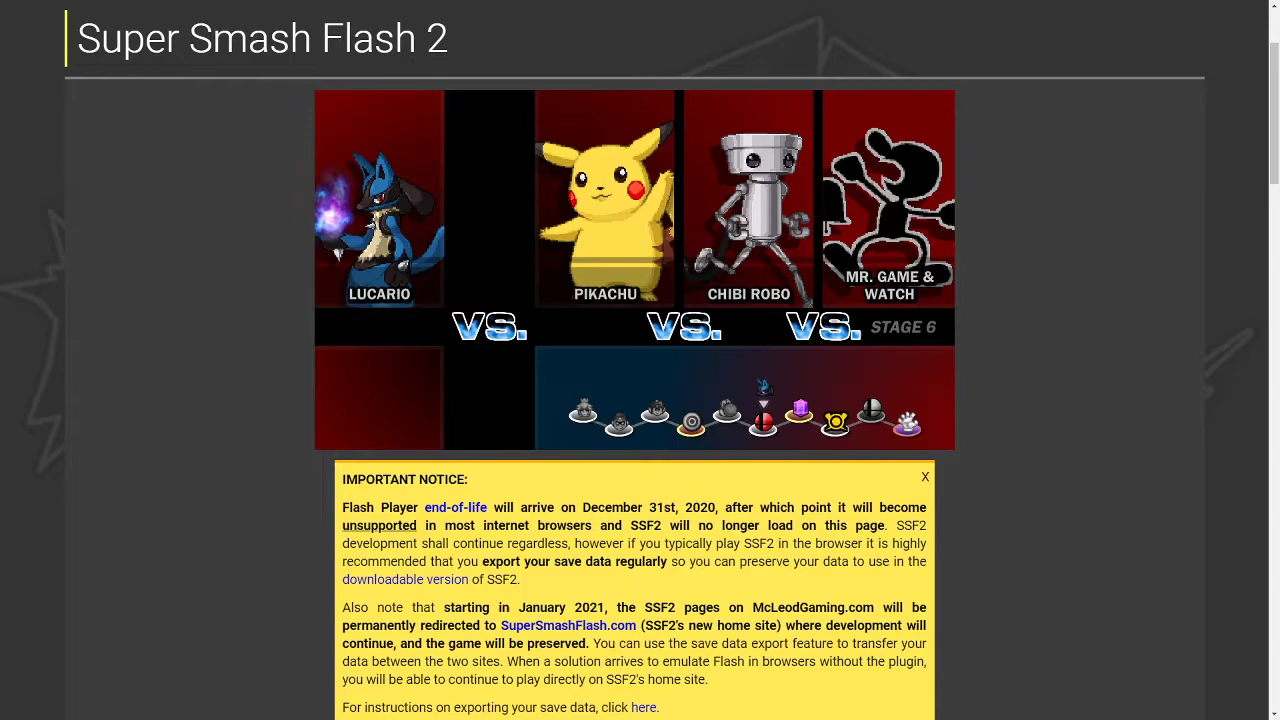 Super Smash Flash 2
LUCARIO
PIKACHU
CHIBI ROBO
MR. GAME &
WATCH
VS.
VS.
VS.
STAGE 6
IMPORTANT NOTICE:
X
Flash Player end-of-life will arrive on December 31st, 2020, after which point it will become
unsupported in most internet browsers and SSF2 will no longer load on this page. SSF2
development shall continue regardless, however if you typically play SSF2 in the browser it is highly
recommended that you export your save data regularly so you can preserve your data to use in the
downloadable version of SSF2.
Also note that starting in January 2021, the SSF2 pages on McLeodGaming.com will be
permanently redirected to SuperSmashFlash.com (SSF2's new home site) where development will
continue, and the game will be preserved. You can use the save data export feature to transfer your
data between the two sites. When a solution arrives to emulate Flash in browsers without the plugin,
you will be able to continue to play directly on SSF2's home site.
For instructions on exporting your save data, click here.